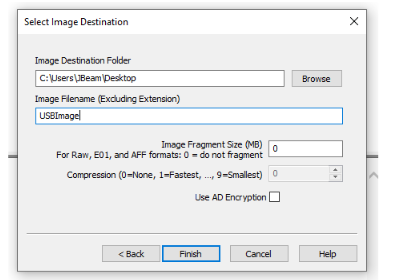 Select Image Destination
Image Destination Folder
C:\Users\JBeam\Desktop
Browse
Image Filename (Excluding Extension)
USBImage
Image Fragment Size (MB)
For Raw, E01, and AFF formats: 0 = do not fragment
0
Compression (0=None, 1=Fastest, ..., 9=Smallest)
0
Use AD Encryption
< Back
Finish
Cancel
Help